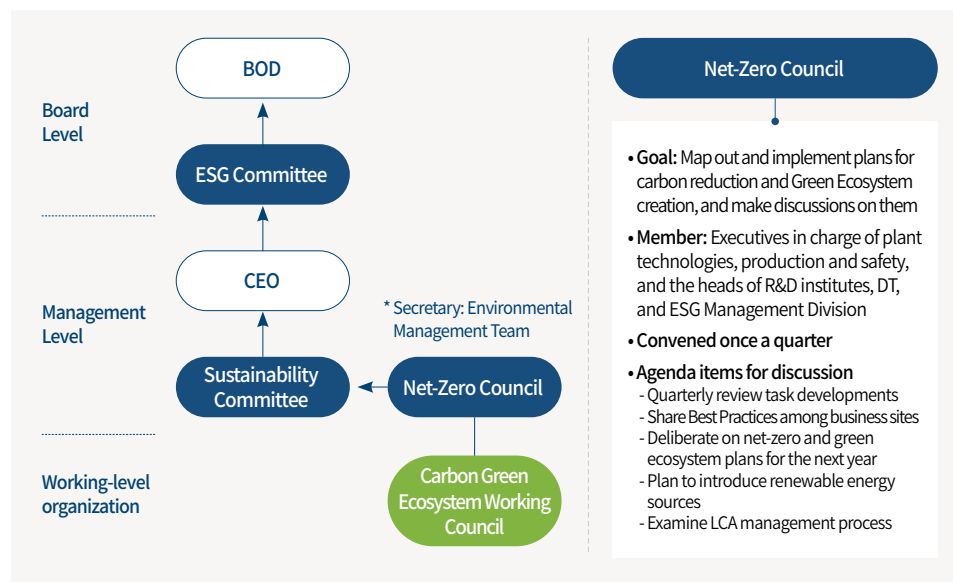 BOD
Board
Level
ESG Committee
CEO
Management
Level
* Secretary: Environmental
Management Team
Sustainability
Committee
Net-Zero Council
Working-level
organization
Carbon Green
Ecosystem Working
Council
Net-Zero Council
• Goal: Map out and implement plans for
carbon reduction and Green Ecosystem
creation, and make discussions on them
• Member: Executives in charge of plant
technologies, production and safety,
and the heads of R&D institutes, DT,
and ESG Management Division
• Convened once a quarter
• Agenda items for discussion
- Quarterly review task developments
- Share Best Practices among business sites
- Deliberate on net-zero and green
ecosystem plans for the next year
- Plan to introduce renewable energy
sources
- Examine LCA management process